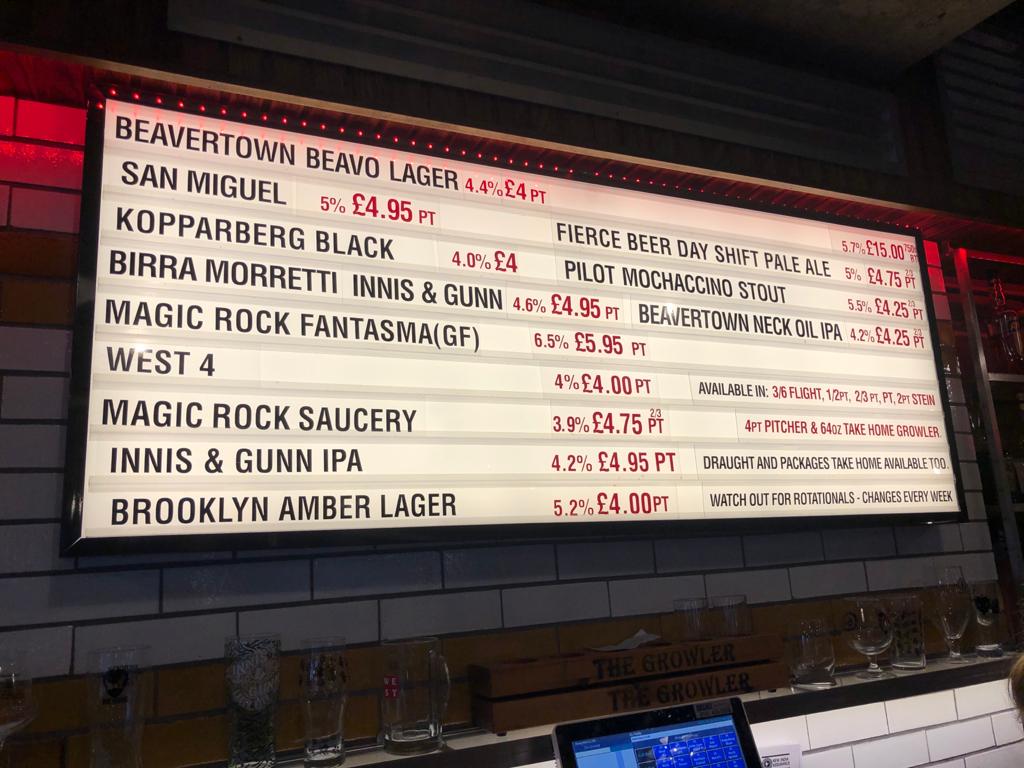 BEAVERTOWN BEAVO LAGER 4.4% £4 PT
SAN MIGUEL 5% £4.95 PT
KOPPARBERG BLACK 4.0% £4
BIRRA MORRETTI INNIS & GUNN 4.6% £4.95 PT
MAGIC ROCK FANTASMA(GF) 6.5% £5.95 PT
WEST 4 4% £4.00 PT
MAGIC ROCK SAUCERY 3.9% £4.75 2/3 PT
INNIS & GUNN IPA 4.2% £4.95 PT
BROOKLYN AMBER LAGER 5.2% £4.00 PT
5.7% £15.00
FIERCE BEER DAY SHIFT PALE ALE 5% £4.75 2/3 PT
PILOT MOCHACCINO STOUT 5.5% £4.25 2/3 PT
BEAVERTOWN NECK OIL IPA 4.2% £4.25 2/3 PT
AVAILABLE IN: 3/6 FLIGHT, 1/2PT, 2/3 PT, PT, 2PT STEIN
4PT PITCHER & 64OZ TAKE HOME GROWLER.
DRAUGHT AND PACKAGES TAKE HOME AVAILABLE TOO.
WATCH OUT FOR ROTATIONALS - CHANGES EVERY WEEK
THE GROWLER
THE GROWLER
WE
ST